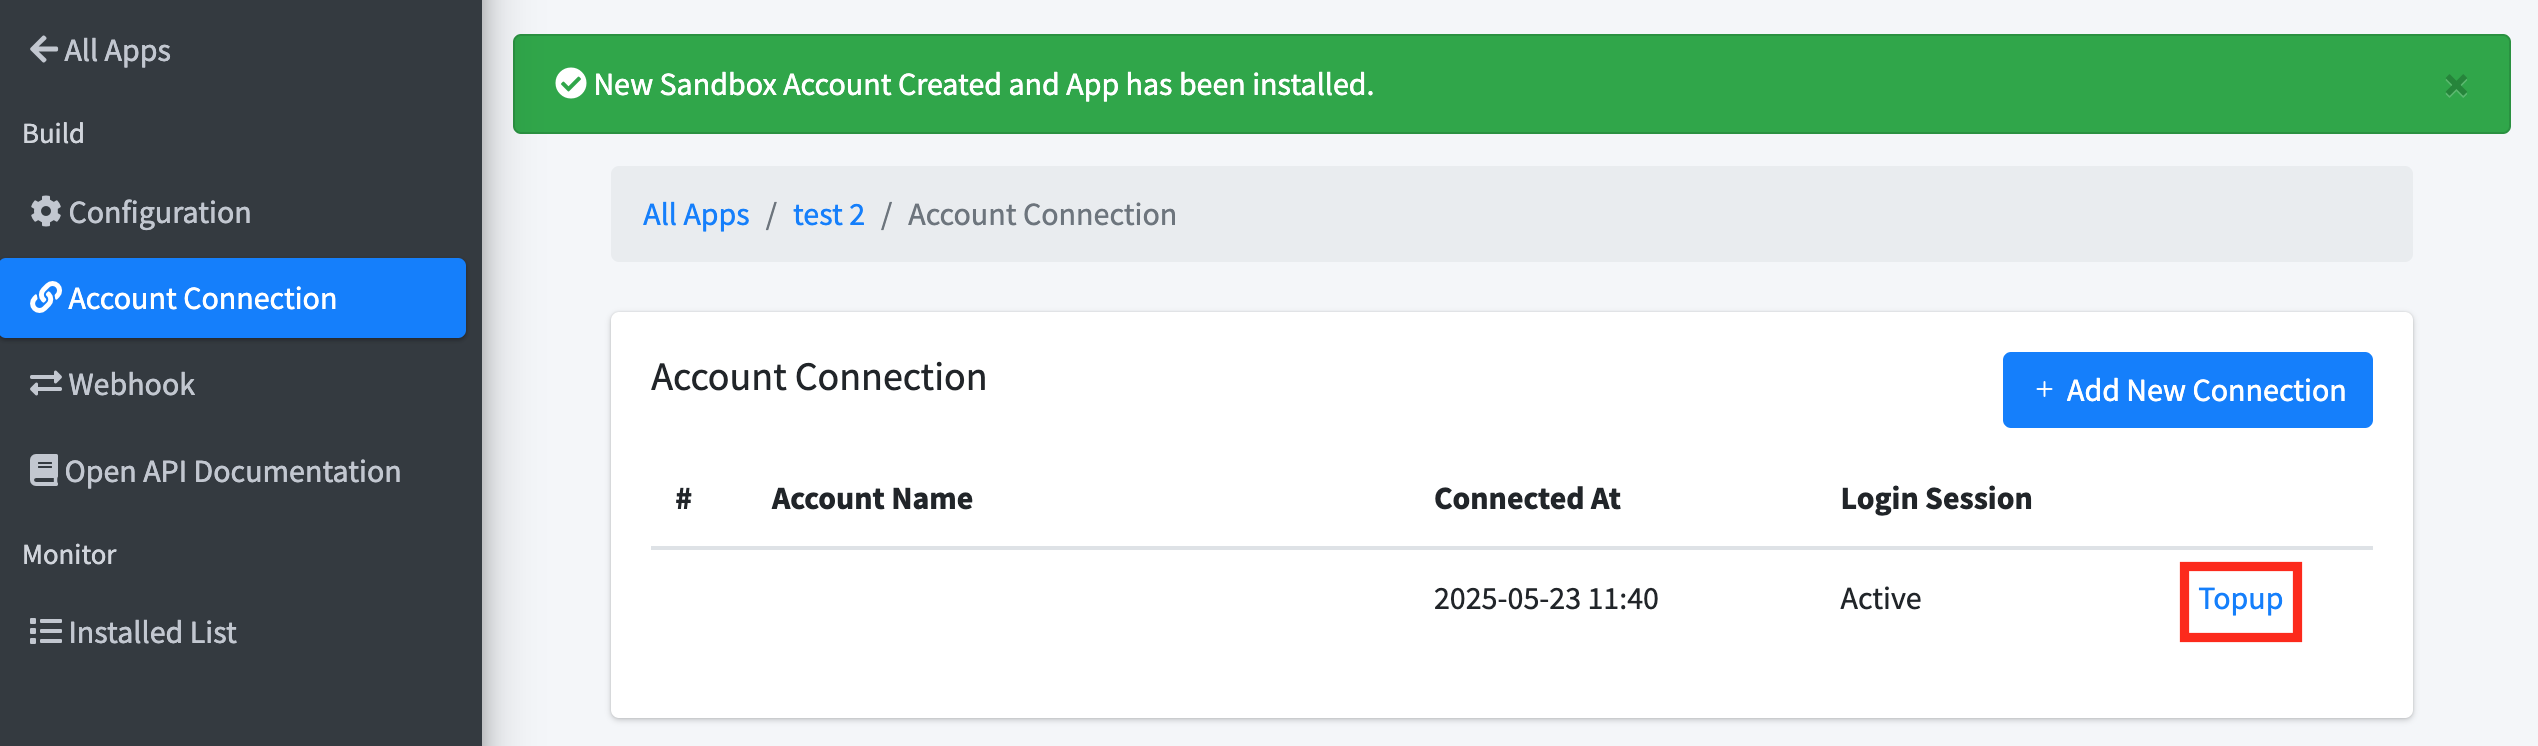 All Apps
Build
Configuration
Account Connection
Webhook
Open API Documentation
Monitor
Installed List
New Sandbox Account Created and App has been installed.
All Apps / test 2 / Account Connection
Account Connection
+ Add New Connection
# Account Name Connected At Login Session
2025-05-23 11:40 Active Topup